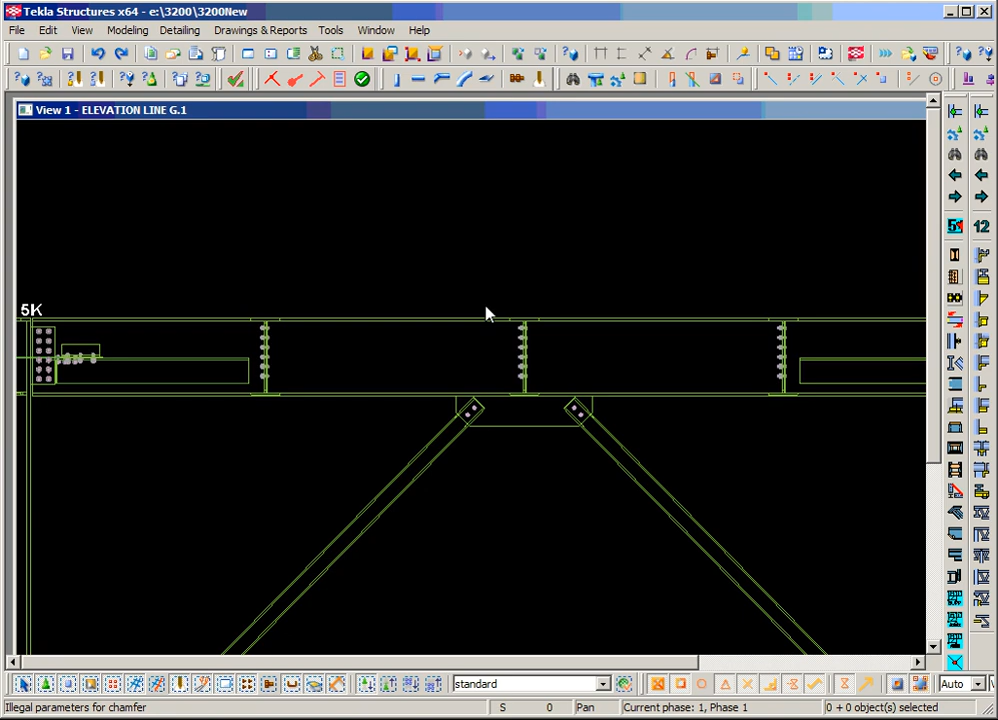 Tekla Structures x64 - e:\3200\3200New
File Edit View Modeling Detailing Drawings & Reports Tools Window Help
View 1 - ELEVATION LINE G.1
5K
12
standard
Auto
Illegal parameters for chamfer
S 0 Pan Current phase: 1, Phase 1 0 + 0 object(s) selected